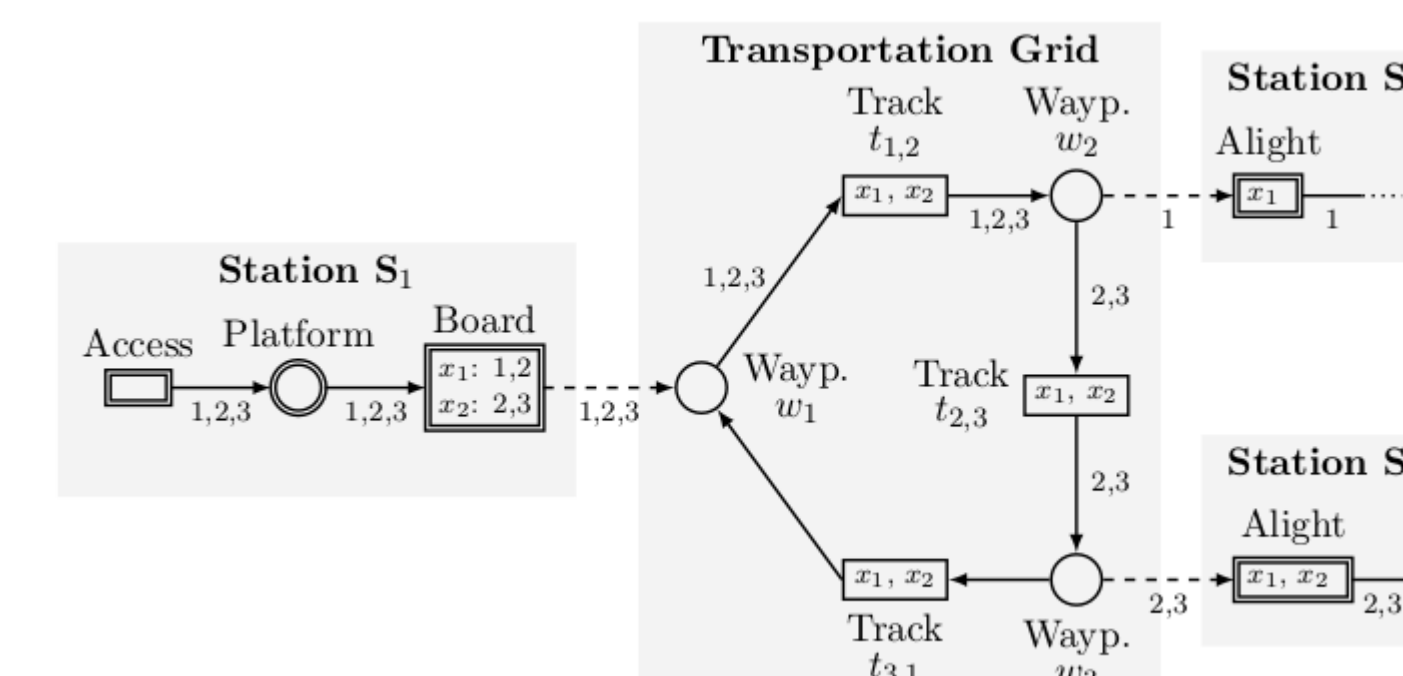 Transportation Grid
Track
t1,2
Wayp.
w2
Station S
Alight
x1, x2
1,2,3
x1
1
1
Station S1
1,2,3
2,3
Access
Platform
Board
x1: 1,2
x2: 2,3
1,2,3
1,2,3
1,2,3
Wayp.
w1
Track
t2,3
x1, x2
Station S
2,3
Alight
x1, x2
x1, x2
2,3
2,3
Track
t3,1
Wayp.